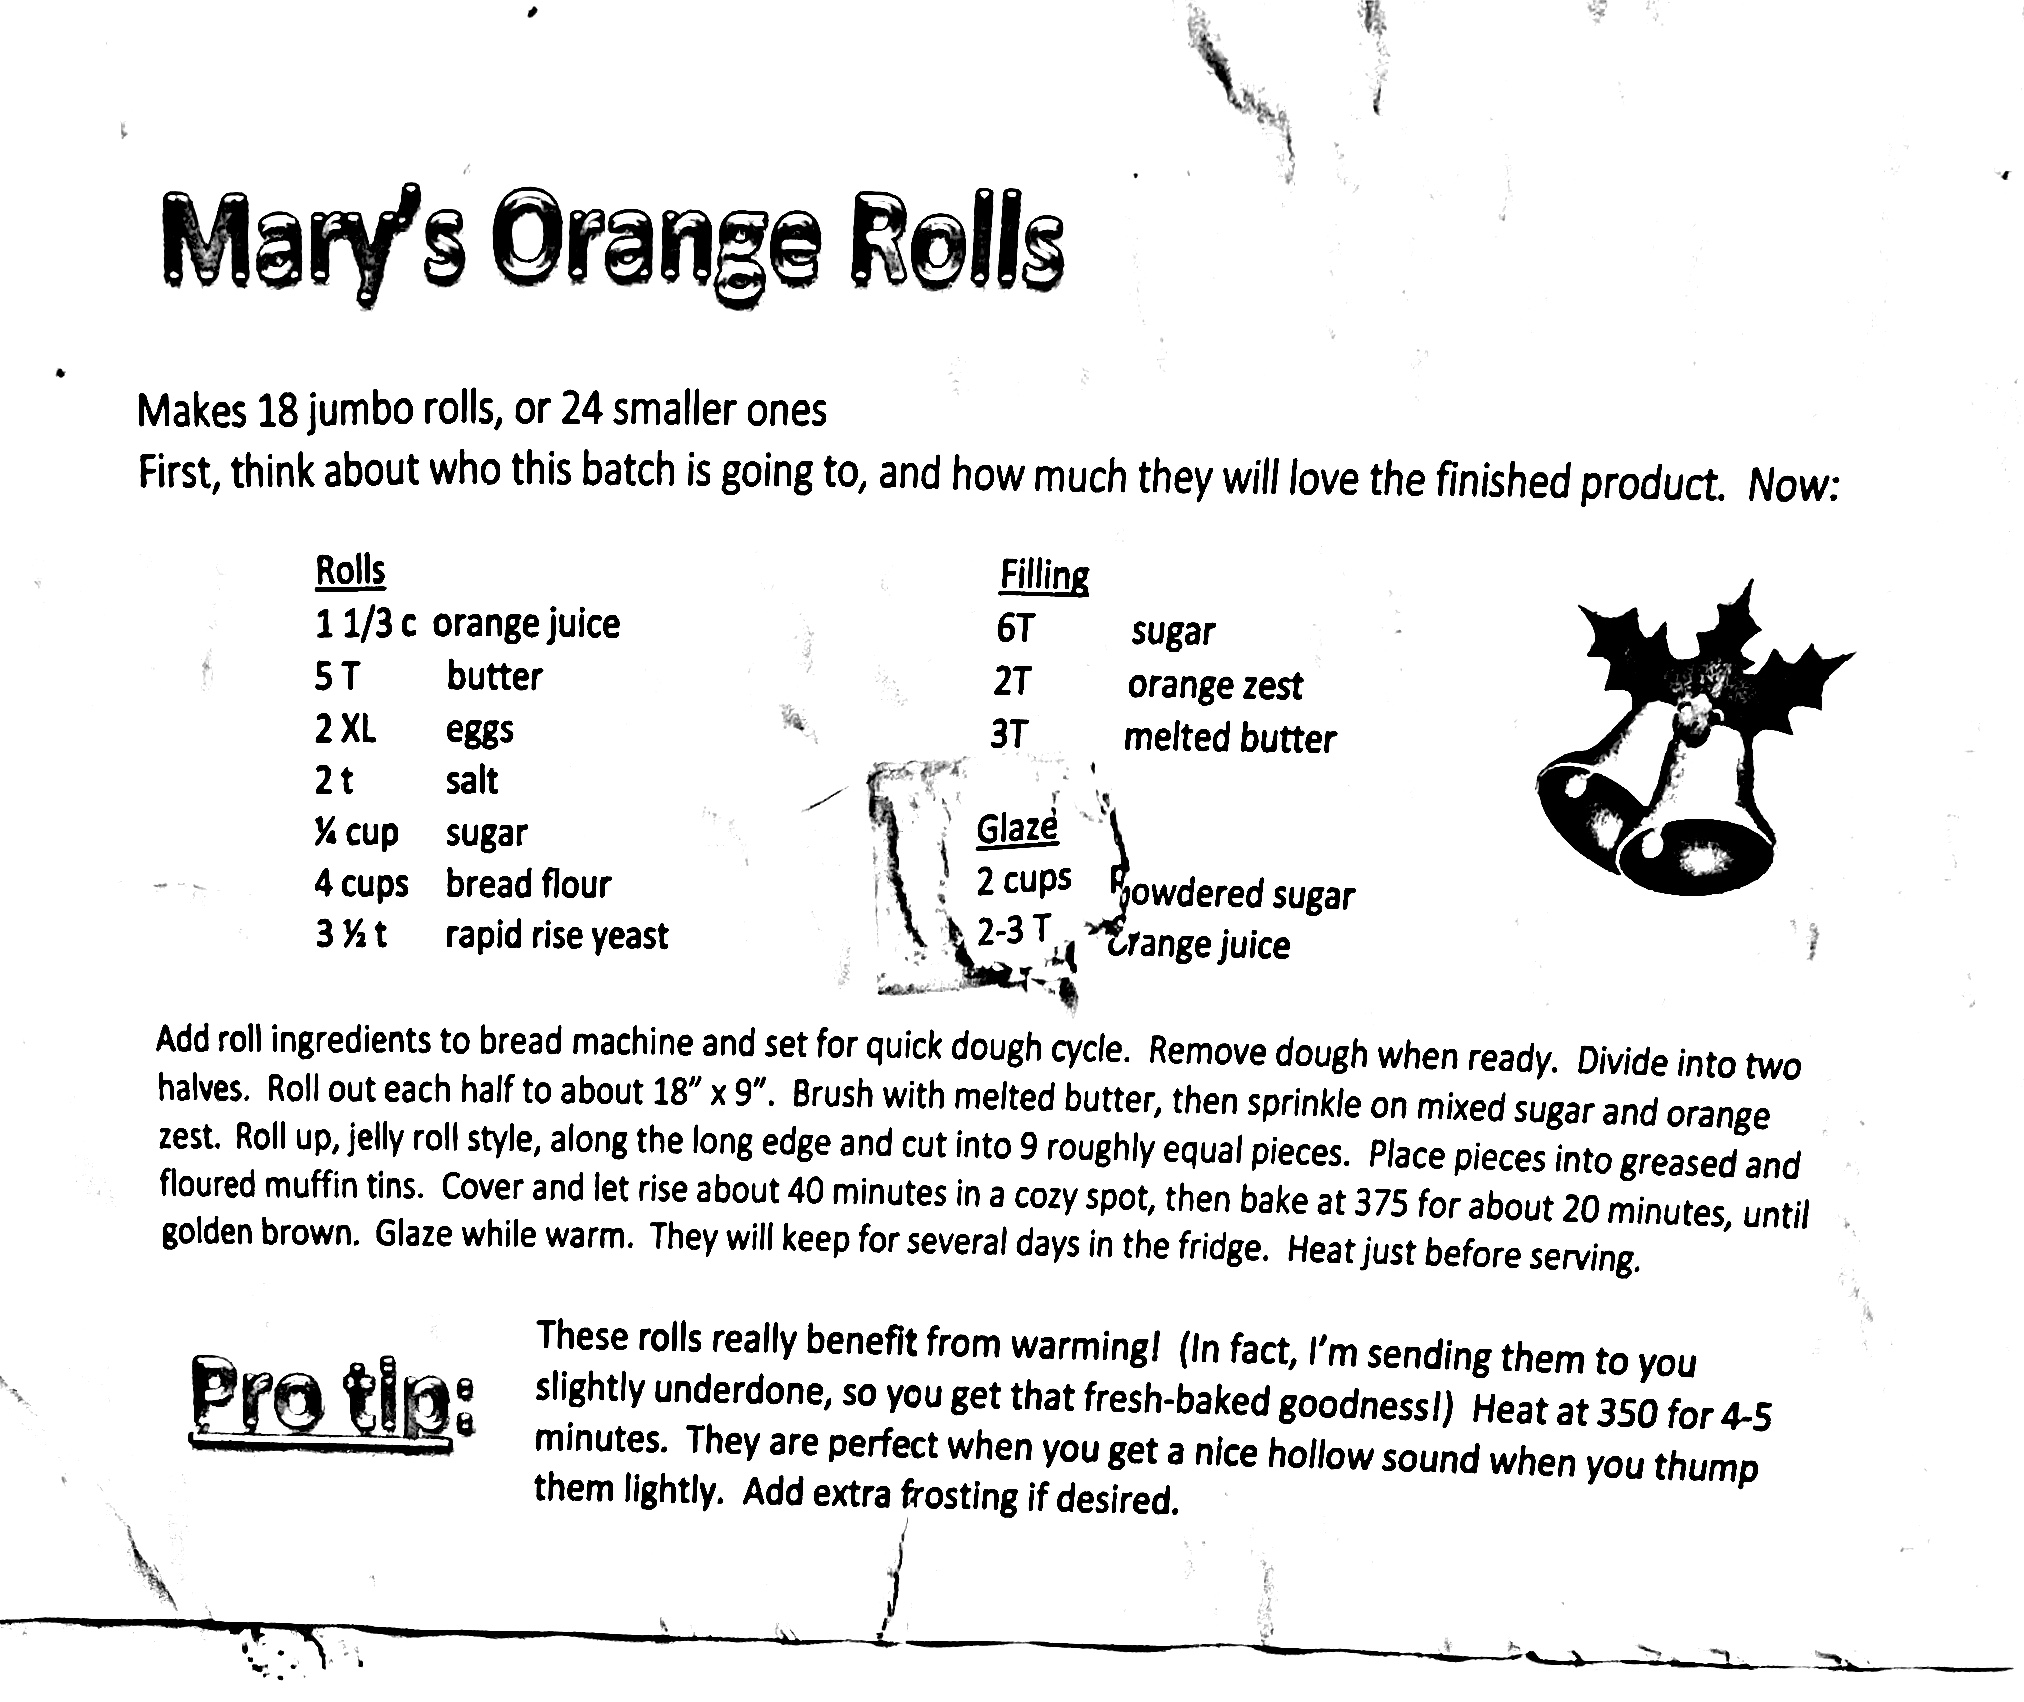 Mary's Orange Rolls
Makes 18 jumbo rolls, or 24 smaller ones
First, think about who this batch is going to, and how much they will love the finished product. Now:
Rolls
1 1/3 c orange juice
5 T butter
2 XL eggs
2 t salt
¼ cup sugar
4 cups bread flour
3 ½ t rapid rise yeast
Filling
6T sugar
2T orange zest
3T melted butter
Glaze
2 cups Powdered sugar
2-3 T Orange juice
Add roll ingredients to bread machine and set for quick dough cycle. Remove dough when ready. Divide into two
halves. Roll out each half to about 18" x 9". Brush with melted butter, then sprinkle on mixed sugar and orange
zest. Roll up, jelly roll style, along the long edge and cut into 9 roughly equal pieces. Place pieces into greased and
floured muffin tins. Cover and let rise about 40 minutes in a cozy spot, then bake at 375 for about 20 minutes, until
golden brown. Glaze while warm. They will keep for several days in the fridge. Heat just before serving.
Pro tip:
These rolls really benefit from warming! (In fact, I'm sending them to you
slightly underdone, so you get that fresh-baked goodness!) Heat at 350 for 4-5
minutes. They are perfect when you get a nice hollow sound when you thump
them lightly. Add extra frosting if desired.